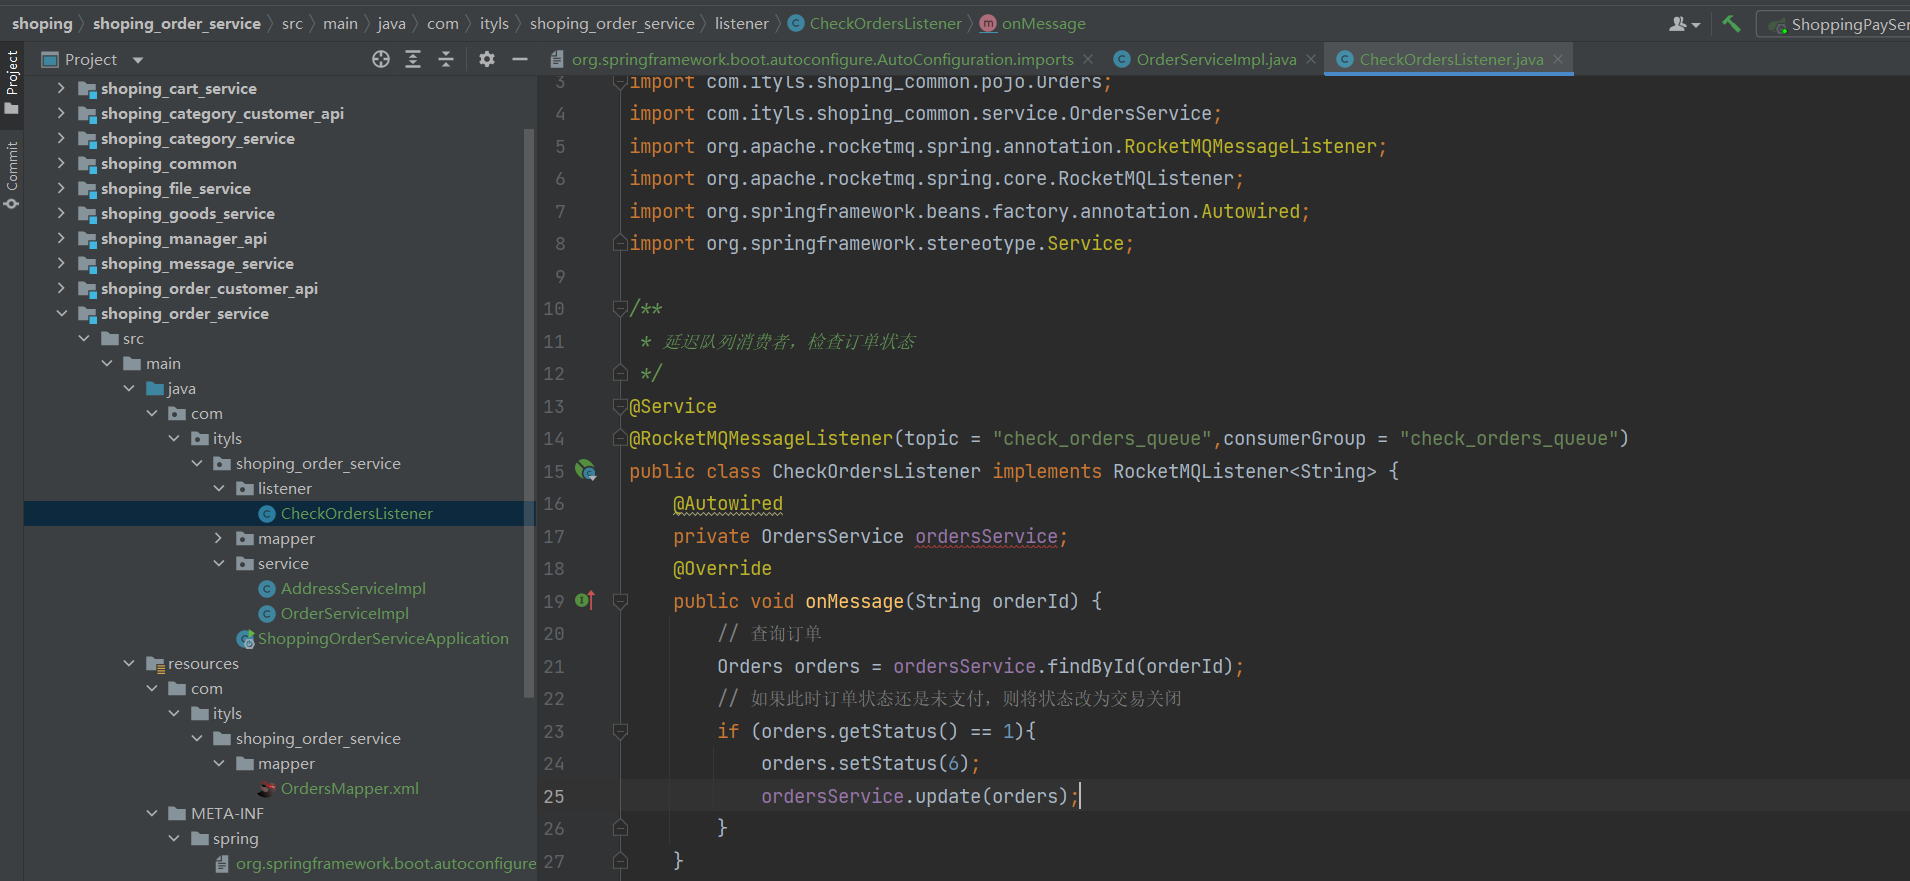 shoping > shoping_order_service > src > main > java > com > ityls > shoping_order_service > listener > CheckOrdersListener > onMessage
ShoppingPaySer
Project
org.springframework.boot.autoconfigure.AutoConfiguration.imports
OrderServiceImpl.java
CheckOrdersListener.java
Project
Commit
shoping_cart_service
shoping_category_customer_api
shoping_category_service
shoping_common
shoping_file_service
shoping_goods_service
shoping_manager_api
shoping_message_service
shoping_order_customer_api
shoping_order_service
src
main
java
com
ityls
shoping_order_service
listener
CheckOrdersListener
mapper
service
AddressServiceImpl
OrderServiceImpl
ShoppingOrderServiceApplication
resources
com
ityls
shoping_order_service
mapper
OrdersMapper.xml
META-INF
spring
org.springframework.boot.autoconfigure
3 import com.ityls.shoping_common.pojo.Orders;
4 import com.ityls.shoping_common.service.OrdersService;
5 import org.apache.rocketmq.spring.annotation.RocketMQMessageListener;
6 import org.apache.rocketmq.spring.core.RocketMQListener;
7 import org.springframework.beans.factory.annotation.Autowired;
8 import org.springframework.stereotype.Service;
9
10 /**
11 * 延迟队列消费者，检查订单状态
12 */
13 @Service
14 @RocketMQMessageListener(topic = "check_orders_queue",consumerGroup = "check_orders_queue")
15 public class CheckOrdersListener implements RocketMQListener<String> {
16 @Autowired
17 private OrdersService ordersService;
18 @Override
19 public void onMessage(String orderId) {
20 // 查询订单
21 Orders orders = ordersService.findById(orderId);
22 // 如果此时订单状态还是未支付，则将状态改为交易关闭
23 if (orders.getStatus() == 1){
24 orders.setStatus(6);
25 ordersService.update(orders);
26 }
27 }